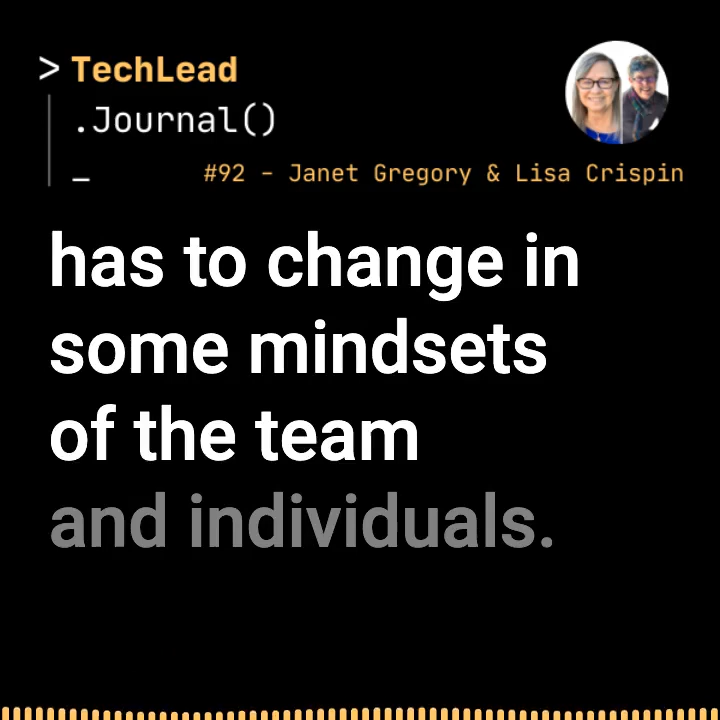 > TechLead
.Journal()
_
#92 - Janet Gregory & Lisa Crispin
has to change in
some mindsets
of the team
and individuals.